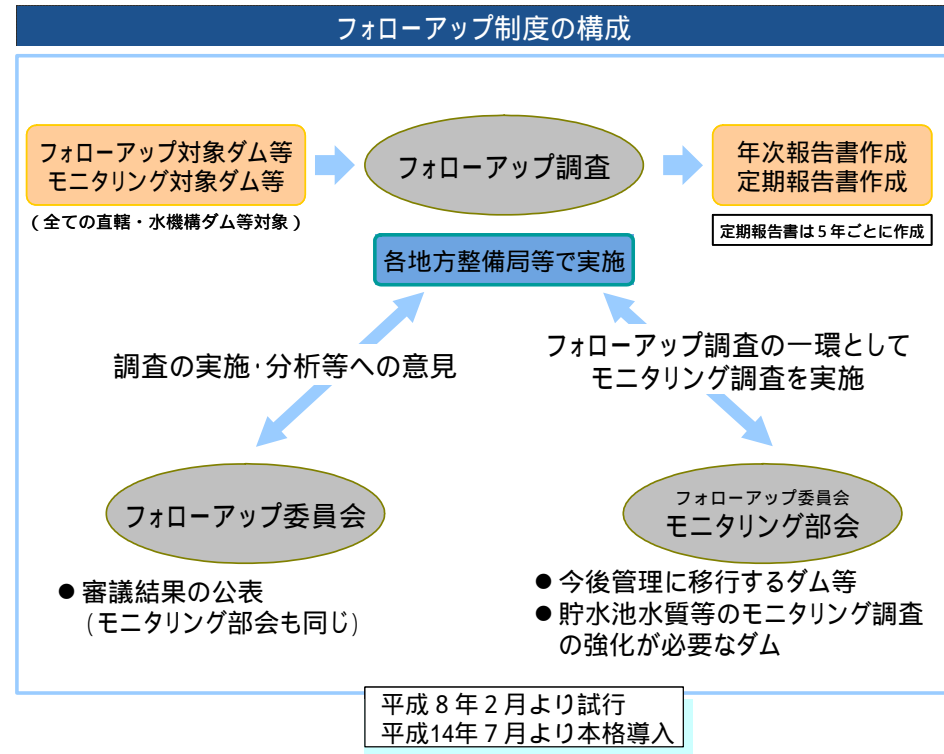 フォローアップ制度の構成
フォローアップ対象ダム等
モニタリング対象ダム等
(全ての直轄・水機構ダム等対象)
フォローアップ調査
年次報告書作成
定期報告書作成
定期報告書は5年ごとに作成
各地方整備局等で実施
調査の実施・分析等への意見
フォローアップ調査の一環として
モニタリング調査を実施
フォローアップ委員会
フォローアップ委員会
モニタリング部会
●審議結果の公表
(モニタリング部会も同じ)
●今後管理に移行するダム等
●貯水池水質等のモニタリング調査
の強化が必要なダム
平成8年2月より試行
平成14年7月より本格導入